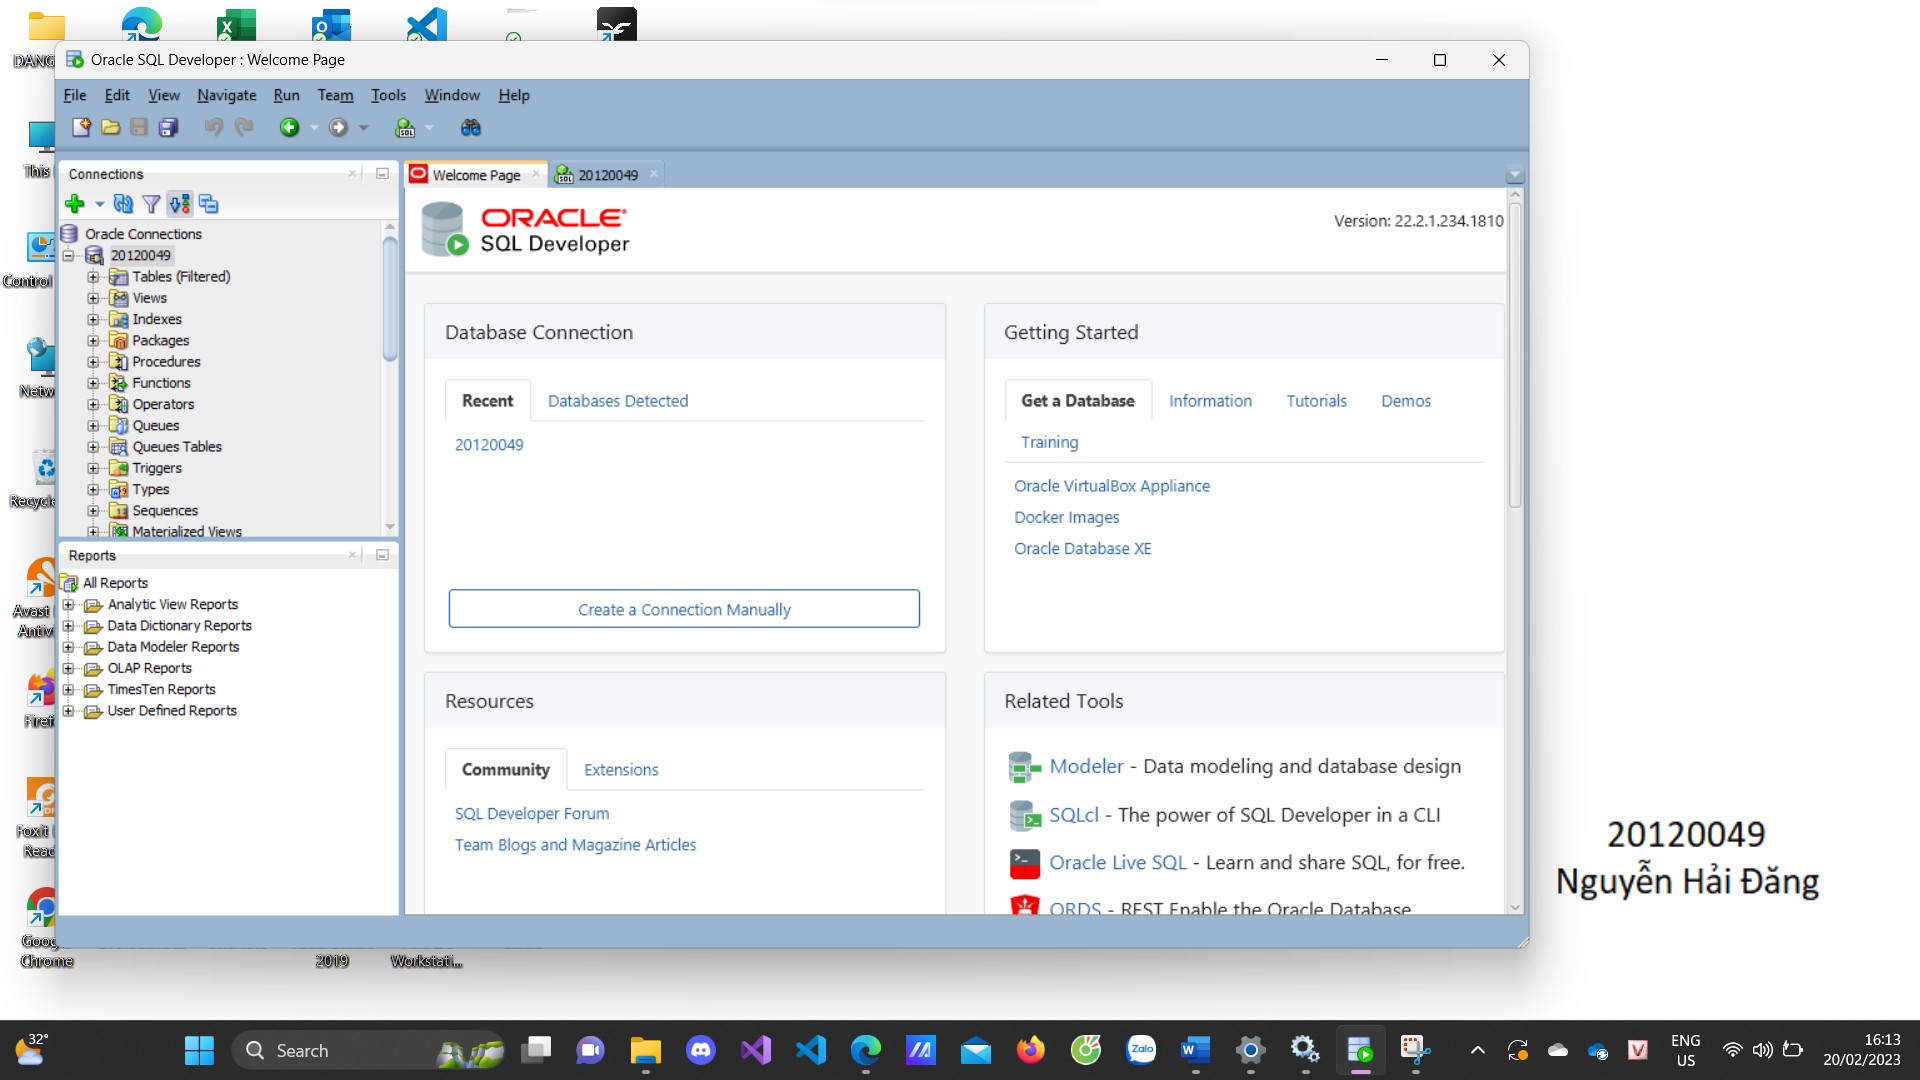 DANG
This
Control
Netw
Recycle
Avast
Antiv
Firef
Foxit
Read
Goog
Chrome
2019
Workstati...
Oracle SQL Developer : Welcome Page
File Edit View Navigate Run Team Tools Window Help
Connections
Oracle Connections
20120049
Tables (Filtered)
Views
Indexes
Packages
Procedures
Functions
Operators
Queues
Queues Tables
Triggers
Types
Sequences
Materialized Views
Reports
All Reports
Analytic View Reports
Data Dictionary Reports
Data Modeler Reports
OLAP Reports
TimesTen Reports
User Defined Reports
Welcome Page
20120049
ORACLE
SQL Developer
Version: 22.2.1.234.1810
Database Connection
Recent Databases Detected
20120049
Create a Connection Manually
Getting Started
Get a Database Information Tutorials Demos
Training
Oracle VirtualBox Appliance
Docker Images
Oracle Database XE
Resources
Community Extensions
SQL Developer Forum
Team Blogs and Magazine Articles
Related Tools
Modeler - Data modeling and database design
SQLcl - The power of SQL Developer in a CLI
Oracle Live SQL - Learn and share SQL, for free.
ORDS - REST Enable the Oracle Database
20120049
Nguyễn Hải Đăng
32°
Search
Zalo
ENG
US
16:13
20/02/2023